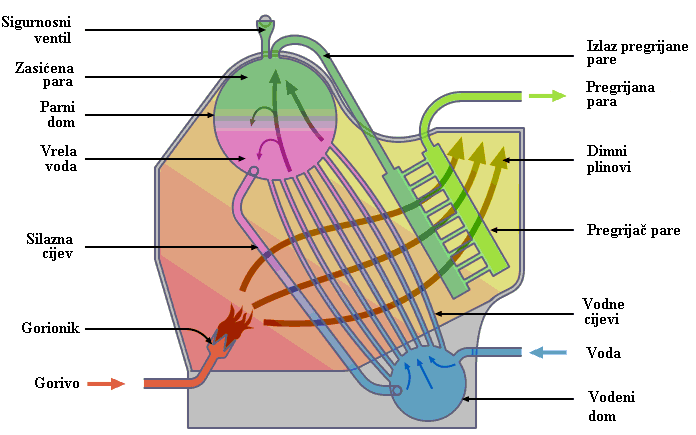 Sigurnosni
ventil
Zasićena
para
Parni
dom
Vrela
voda
Silazna
cijev
Gorionik
Gorivo
Izlaz pregrijane
pare
Pregrijana
para
Dimni
plinovi
Pregrijač pare
Vodne
cijevi
Voda
Vodeni
dom